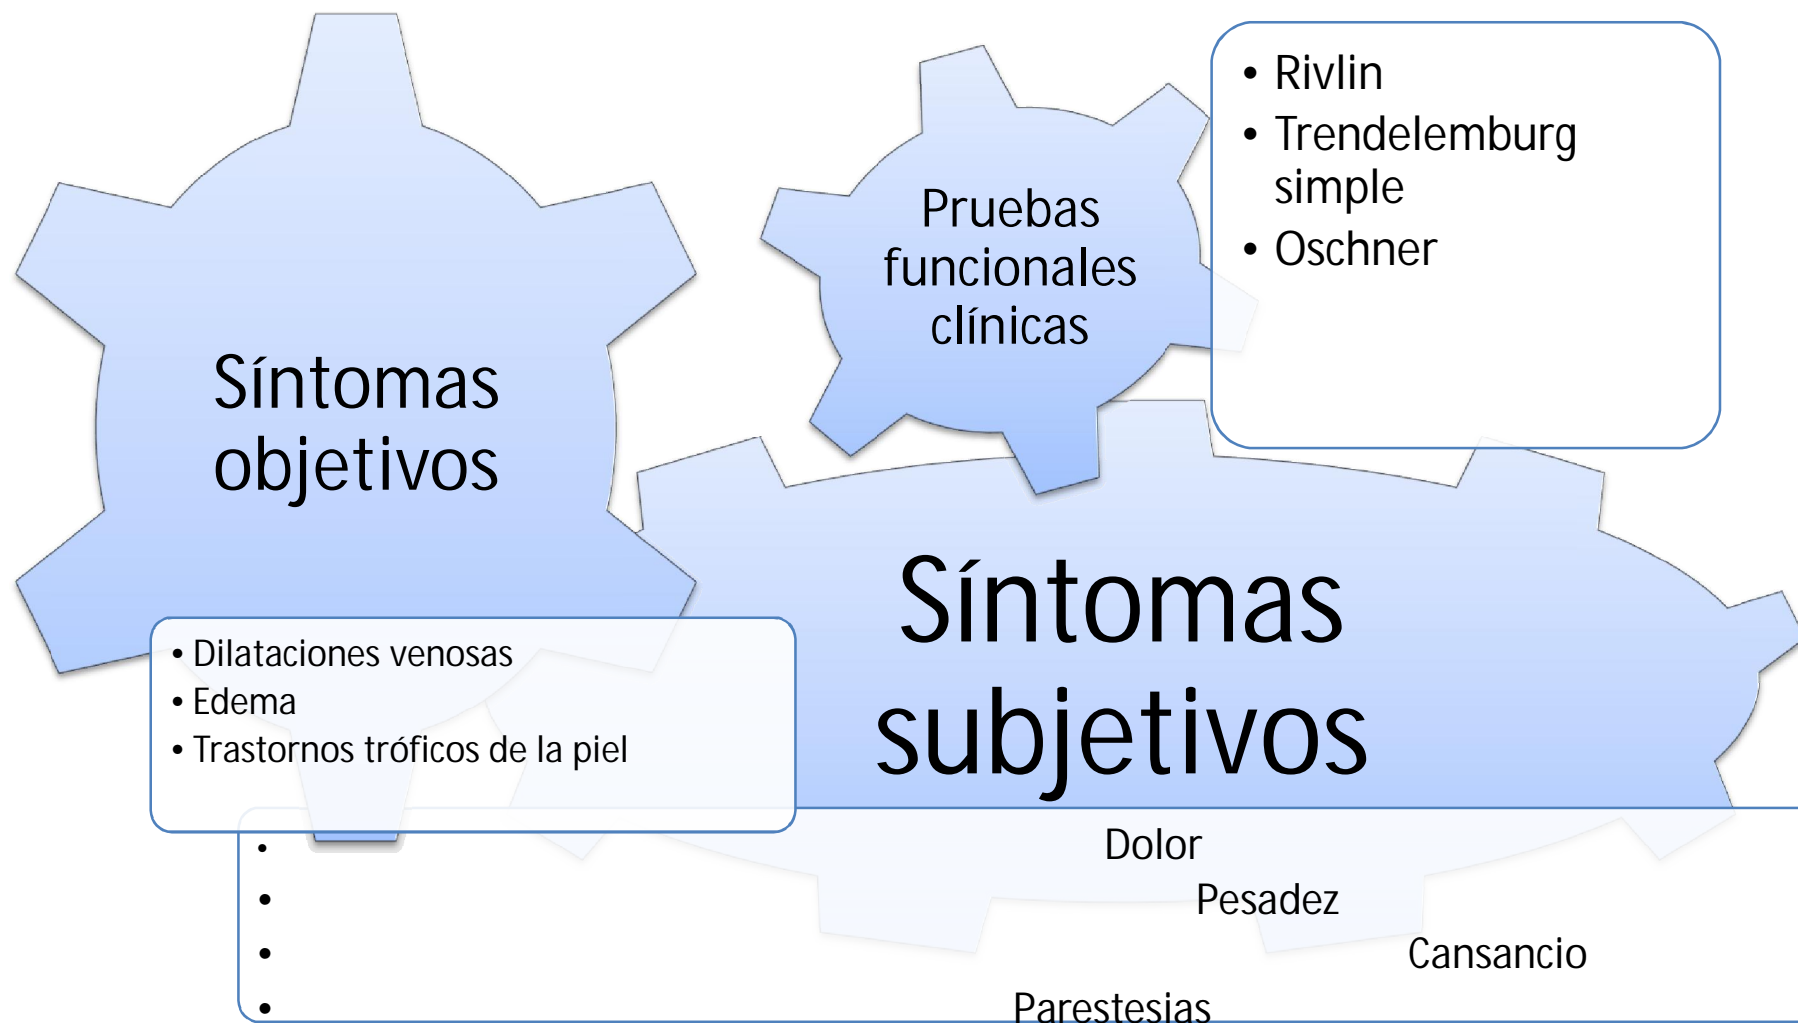 Síntomas
objetivos
• Dilataciones venosas
• Edema
• Trastornos tróficos de la piel
Pruebas
funcionales
clínicas
• Rivlin
• Trendelemburg
simple
• Oschner
Síntomas
subjetivos
• Dolor
• Pesadez
• Cansancio
• Parestesias